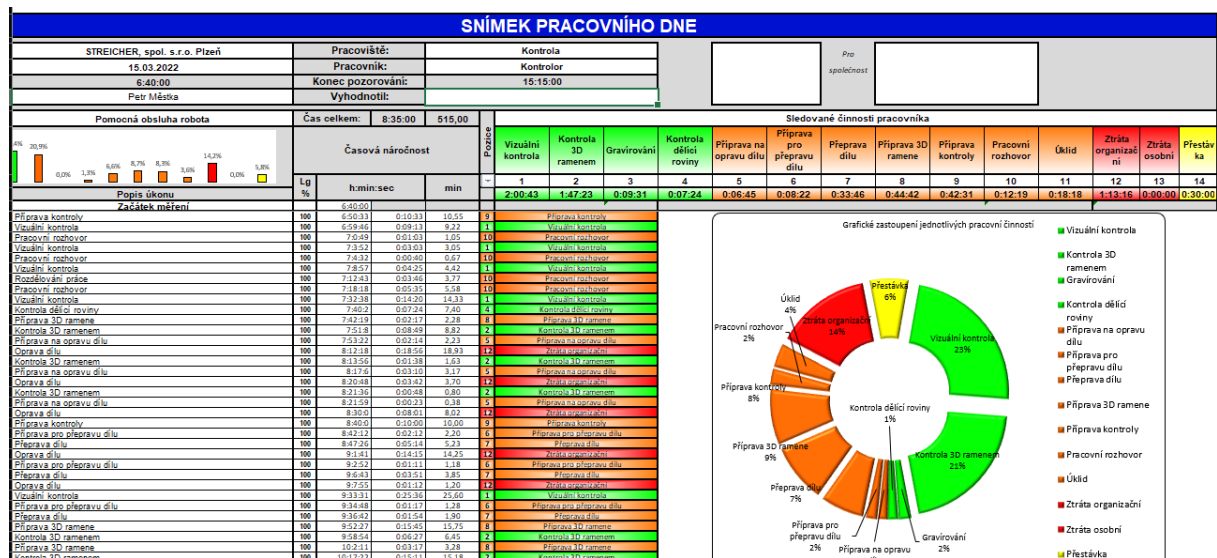 SNÍMEK PRACOVNÍHO DNE
STREICHER, spol. s.r.o. Plzeň Pracoviště: Kontrola
15.03.2022 Pracovník: Kontrolor
6:40:00 Konec pozorování: 15:15:00
Petr Městka Vyhodnotil:
Pro
společnost
Pomocná obsluha robota Čas celkem: 8:35:00 515,00 Sledované činnosti pracovníka
20,9% 0,0% 1,3% 6,6% 8,7% 8,3% 3,6% 14,2% 0,0% 5,8%
Časová náročnost Pozice Vizuální kontrola Kontrola 3D ramenem Gravírování Kontrola dělící roviny Příprava na opravu dílu Příprava pro přepravu dílu Přeprava dílu Příprava 3D ramene Příprava kontroly Pracovní rozhovor Úklid Ztráta organizač ní Ztráta osobní Přestáv ka
Lg % h:min:sec min 1 2 3 4 5 6 7 8 9 10 11 12 13 14
Popis úkonu 2:00:43 1:47:23 0:09:31 0:07:24 0:06:45 0:08:22 0:33:46 0:44:42 0:42:31 0:12:19 0:18:18 1:13:16 0:00:00 0:30:00
Začátek měření 6:40:00
Příprava kontroly 100 6:50:33 0:10:33 10,55 9 Příprava kontroly
Vizuální kontrola 100 6:59:46 0:09:13 9,22 1 Vizuální kontrola
Pracovní rozhovor 100 7:0:49 0:01:03 1,05 10 Pracovní rozhovor
Vizuální kontrola 100 7:3:52 0:03:03 3,05 1 Vizuální kontrola
Pracovní rozhovor 100 7:4:32 0:00:40 0,67 10 Pracovní rozhovor
Vizuální kontrola 100 7:8:57 0:04:25 4,42 1 Vizuální kontrola
Rozdělování práce 100 7:12:43 0:03:46 3,77 10 Pracovní rozhovor
Pracovní rozhovor 100 7:18:18 0:05:35 5,58 10 Pracovní rozhovor
Vizuální kontrola 100 7:32:38 0:14:20 14,33 1 Vizuální kontrola
Kontrola dělící roviny 100 7:40:2 0:07:24 7,40 4 Kontrola dělící roviny
Příprava 3D ramene 100 7:42:19 0:02:17 2,28 8 Příprava 3D ramene
Kontrola 3D ramenem 100 7:51:8 0:08:49 8,82 2 Kontrola 3D ramenem
Příprava na opravu dílu 100 7:53:22 0:02:14 2,23 5 Příprava na opravu dílu
Oprava dílu 100 8:12:18 0:18:56 18,93 12 Ztráta organizační
Kontrola 3D ramenem 100 8:13:56 0:01:38 1,63 2 Kontrola 3D ramenem
Příprava na opravu dílu 100 8:17:6 0:03:10 3,17 5 Příprava na opravu dílu
Oprava dílu 100 8:20:48 0:03:42 3,70 12 Ztráta organizační
Kontrola 3D ramenem 100 8:21:36 0:00:48 0,80 2 Kontrola 3D ramenem
Příprava na opravu dílu 100 8:21:59 0:00:23 0,38 5 Příprava na opravu dílu
Oprava dílu 100 8:30:0 0:08:01 8,02 12 Ztráta organizační
Příprava kontroly 100 8:40:0 0:10:00 10,00 9 Příprava kontroly
Příprava pro přepravu dílu 100 8:42:12 0:02:12 2,20 6 Příprava pro přepravu dílu
Přeprava dílu 100 8:47:26 0:05:14 5,23 7 Přeprava dílu
Oprava dílu 100 9:1:41 0:14:15 14,25 12 Ztráta organizační
Příprava pro přepravu dílu 100 9:2:52 0:01:11 1,18 6 Příprava pro přepravu dílu
Přeprava dílu 100 9:6:43 0:03:51 3,85 7 Přeprava dílu
Oprava dílu 100 9:7:55 0:01:12 1,20 12 Ztráta organizační
Vizuální kontrola 100 9:33:31 0:25:36 25,60 1 Vizuální kontrola
Příprava pro přepravu dílu 100 9:34:48 0:01:17 1,28 6 Příprava pro přepravu dílu
Přeprava dílu 100 9:36:42 0:01:54 1,90 7 Přeprava dílu
Příprava 3D ramene 100 9:52:27 0:15:45 15,75 8 Příprava 3D ramene
Kontrola 3D ramenem 100 9:58:54 0:06:27 6,45 2 Kontrola 3D ramenem
Příprava 3D ramene 100 10:2:11 0:03:17 3,28 8 Příprava 3D ramene
Kontrola 3D ramenem 100 10:17:22 0:15:11 15,18 2 Kontrola 3D ramenem
Grafické zastoupení jednotlivých pracovní činností
Přestávka 6%
Úklid 4%
Ztráta organizační 14%
Pracovní rozhovor 2%
Vizuální kontrola 23%
Příprava kontroly 8%
Kontrola dělící roviny 1%
Příprava 3D ramene 9%
Kontrola 3D ramenem 21%
Přeprava dílu 7%
Příprava pro přepravu dílu 2%
Příprava na opravu
Gravírování 2%
Vizuální kontrola
Kontrola 3D ramenem
Gravírování
Kontrola dělící roviny
Příprava na opravu dílu
Příprava pro přepravu dílu
Přeprava dílu
Příprava 3D ramene
Příprava kontroly
Pracovní rozhovor
Úklid
Ztráta organizační
Ztráta osobní
Přestávka